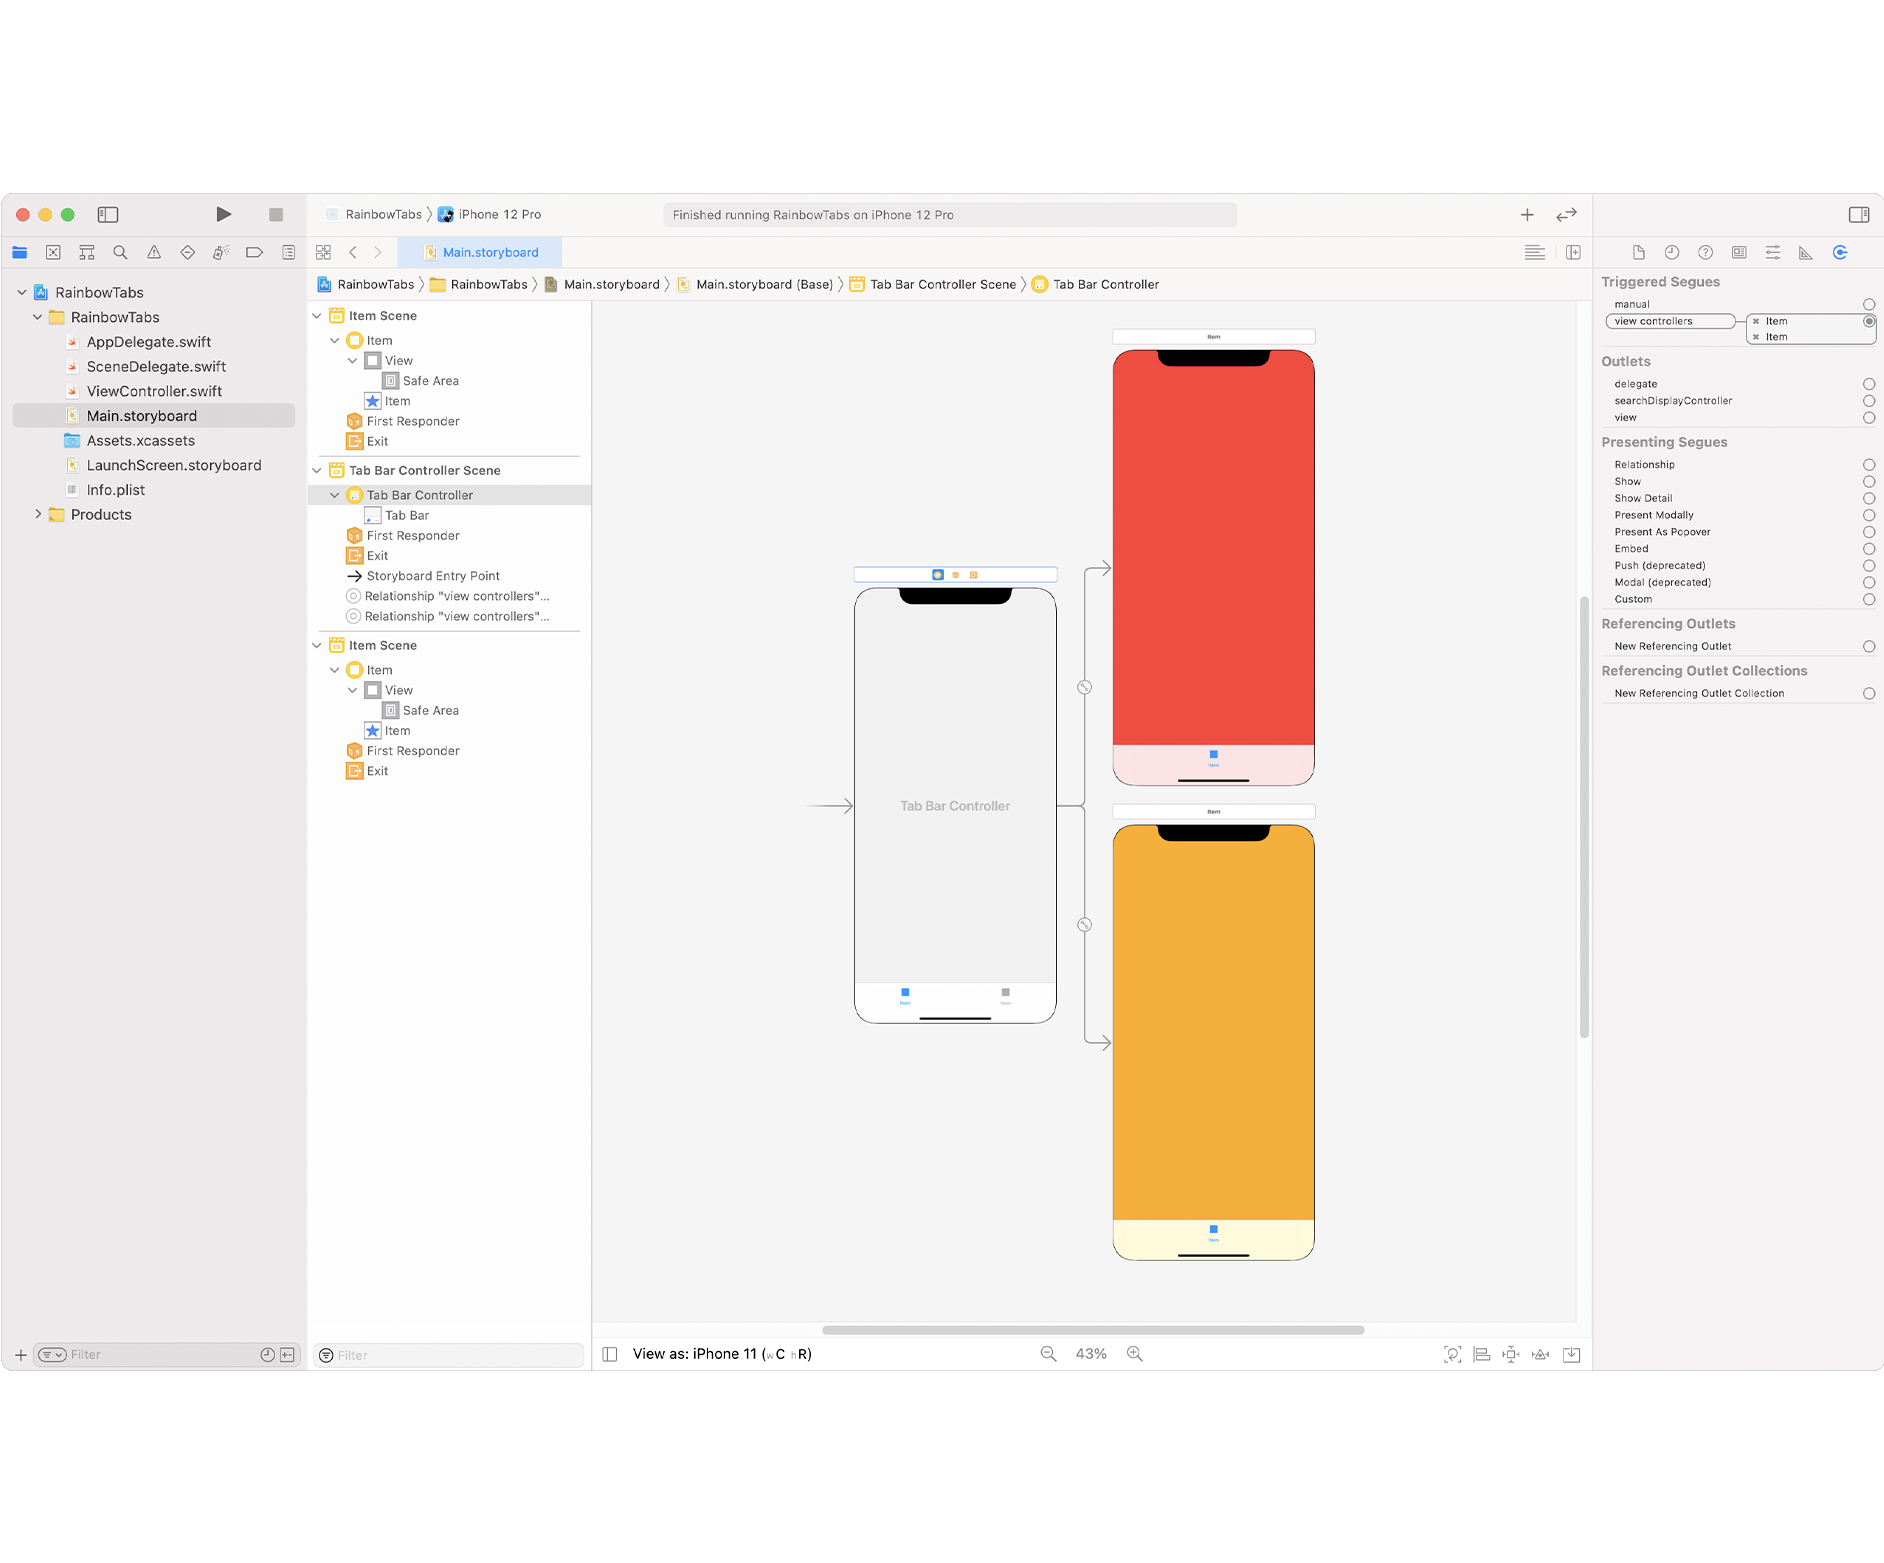 RainbowTabs
iPhone 12 Pro
Finished running RainbowTabs on iPhone 12 Pro
Main.storyboard
RainbowTabs
RainbowTabs
Main.storyboard
Main.storyboard (Base)
Tab Bar Controller Scene
Tab Bar Controller
RainbowTabs
RainbowTabs
AppDelegate.swift
SceneDelegate.swift
ViewController.swift
Main.storyboard
Assets.xcassets
LaunchScreen.storyboard
Info.plist
Products
Filter
Item Scene
Item
View
Safe Area
Item
First Responder
Exit
Tab Bar Controller Scene
Tab Bar Controller
Tab Bar
First Responder
Exit
Storyboard Entry Point
Relationship "view controllers"...
Relationship "view controllers"...
Item Scene
Item
View
Safe Area
Item
First Responder
Exit
Filter
Tab Bar Controller
Item
Item
Item
Item
Item
Item
View as: iPhone 11 (wC hR)
43%
Triggered Segues
manual
view controllers
Item
Item
Outlets
delegate
searchDisplayController
view
Presenting Segues
Relationship
Show
Show Detail
Present Modally
Present As Popover
Embed
Push (deprecated)
Modal (deprecated)
Custom
Referencing Outlets
New Referencing Outlet
Referencing Outlet Collections
New Referencing Outlet Collection